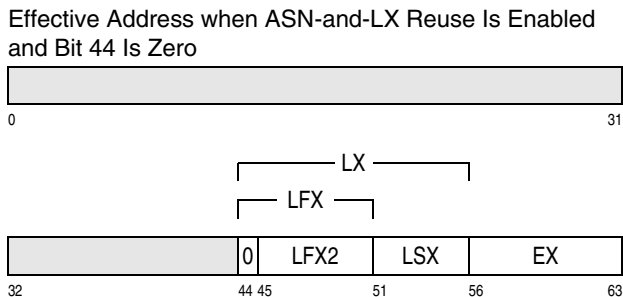 Effective Address when ASN-and-LX Reuse Is Enabled
and Bit 44 Is Zero
0 31
LX
LFX
0 LFX2 LSX EX
32 44 45 51 56 63